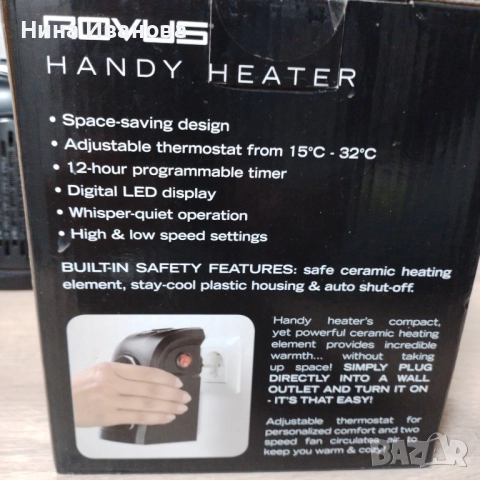 Нина Иванова
ROVUS
HANDY HEATER
• Space-saving design
• Adjustable thermostat from 15°C - 32°C
• 12-hour programmable timer
• Digital LED display
• Whisper-quiet operation
• High & low speed settings
BUILT-IN SAFETY FEATURES: safe ceramic heating
element, stay-cool plastic housing & auto shut-off.
Handy heater's compact,
yet powerful ceramic heating
element provides incredible
warmth... without taking
up space! SIMPLY PLUG
DIRECTLY INTO A WALL
OUTLET AND TURN IT ON
- IT'S THAT EASY!
Adjustable thermostat for
personalized comfort and two
speed fan circulates air to
keep you warm & cozy
bazar